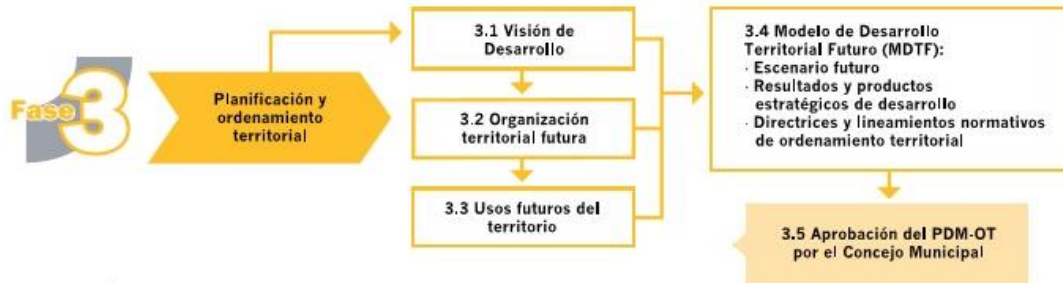 Fase 3
Planificación y
ordenamiento
territorial
3.1 Visión de
Desarrollo
3.2 Organización
territorial futura
3.3 Usos futuros del
territorio
3.4 Modelo de Desarrollo
Territorial Futuro (MDTF):
· Escenario futuro
· Resultados y productos
estratégicos de desarrollo
· Directrices y lineamientos normativos
de ordenamiento territorial
3.5 Aprobación del PDM-OT
por el Concejo Municipal